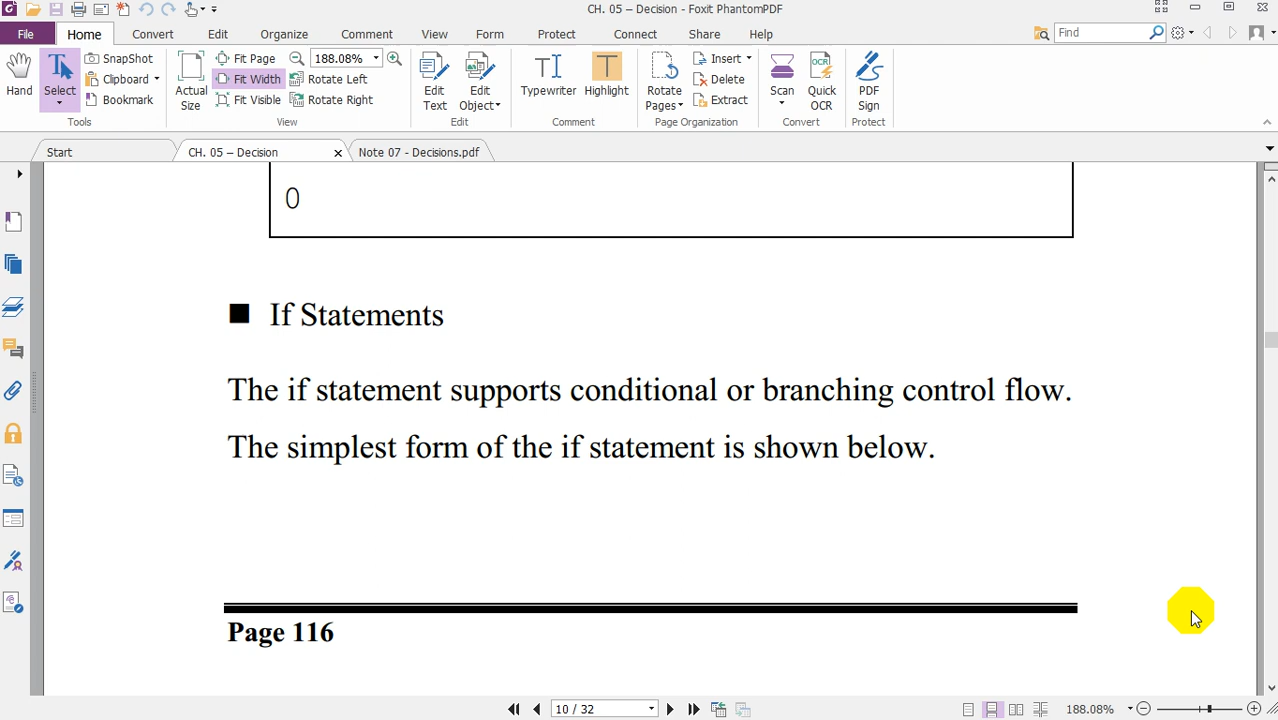 CH. 05 – Decision - Foxit PhantomPDF
File Home Convert Edit Organize Comment View Form Protect Connect Share Help Find
Hand
Select
SnapShot
Clipboard
Bookmark
Tools
Actual Size
Fit Page
Fit Width
Fit Visible
188.08%
Rotate Left
Rotate Right
View
Edit Text
Edit Object
Edit
Typewriter
Highlight
Comment
Rotate Pages
Insert
Delete
Extract
Page Organization
Scan
Quick OCR
Convert
PDF Sign
Protect
Start CH. 05 – Decision x Note 07 - Decisions.pdf
0
■ If Statements
The if statement supports conditional or branching control flow.
The simplest form of the if statement is shown below.
Page 116
10 / 32 188.08%